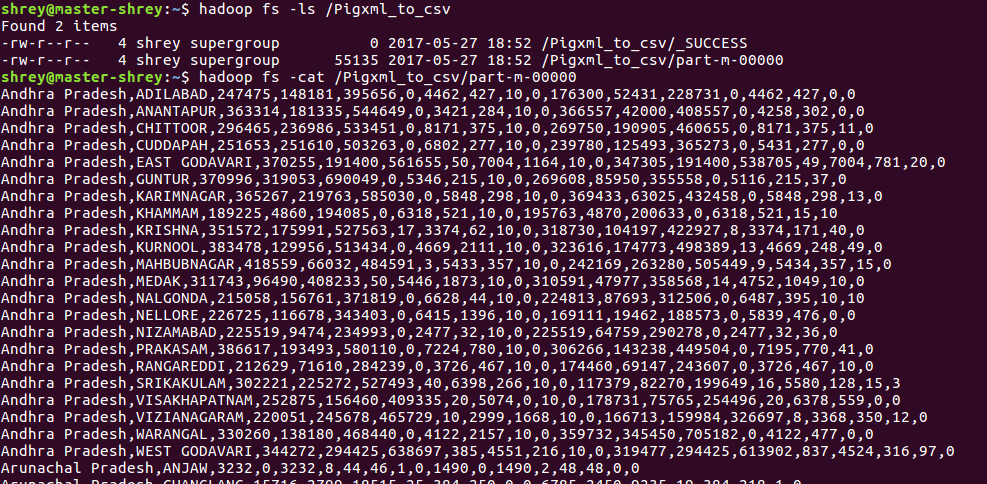 shrey@master-shrey:~$ hadoop fs -ls /Pigxml_to_csv
Found 2 items
-rw-r--r--   4 shrey supergroup          0 2017-05-27 18:52 /Pigxml_to_csv/_SUCCESS
-rw-r--r--   4 shrey supergroup      55135 2017-05-27 18:52 /Pigxml_to_csv/part-m-00000
shrey@master-shrey:~$ hadoop fs -cat /Pigxml_to_csv/part-m-00000
Andhra Pradesh,ADILABAD,247475,148181,395656,0,4462,427,10,0,176300,52431,228731,0,4462,427,0,0
Andhra Pradesh,ANANTAPUR,363314,181335,544649,0,3421,284,10,0,366557,42000,408557,0,4258,302,0,0
Andhra Pradesh,CHITTOOR,296465,236986,533451,0,8171,375,10,0,269750,190905,460655,0,8171,375,11,0
Andhra Pradesh,CUDDAPAH,251653,251610,503263,0,6802,277,10,0,239780,125493,365273,0,5431,277,0,0
Andhra Pradesh,EAST GODAVARI,370255,191400,561655,50,7004,1164,10,0,347305,191400,538705,49,7004,781,20,0
Andhra Pradesh,GUNTUR,370996,319053,690049,0,5346,215,10,0,269608,85950,355558,0,5116,215,37,0
Andhra Pradesh,KARIMNAGAR,365267,219763,585030,0,5848,298,10,0,369433,63025,432458,0,5848,298,13,0
Andhra Pradesh,KHAMMAM,189225,4860,194085,0,6318,521,10,0,195763,4870,200633,0,6318,521,15,10
Andhra Pradesh,KRISHNA,351572,175991,527563,17,3374,62,10,0,318730,104197,422927,8,3374,171,40,0
Andhra Pradesh,KURNOOL,383478,129956,513434,0,4669,2111,10,0,323616,174773,498389,13,4669,248,49,0
Andhra Pradesh,MAHBUBNAGAR,418559,66032,484591,3,5433,357,10,0,242169,263280,505449,9,5434,357,15,0
Andhra Pradesh,MEDAK,311743,96490,408233,50,5446,1873,10,0,310591,47977,358568,14,4752,1049,10,0
Andhra Pradesh,NALGONDA,215058,156761,371819,0,6628,44,10,0,224813,87693,312506,0,6487,395,10,10
Andhra Pradesh,NELLORE,226725,116678,343403,0,6415,1396,10,0,169111,19462,188573,0,5839,476,0,0
Andhra Pradesh,NIZAMABAD,225519,9474,234993,0,2477,32,10,0,225519,64759,290278,0,2477,32,36,0
Andhra Pradesh,PRAKASAM,386617,193493,580110,0,7224,780,10,0,306266,143238,449504,0,7195,770,41,0
Andhra Pradesh,RANGAREDDI,212629,71610,284239,0,3726,467,10,0,174460,69147,243607,0,3726,467,10,0
Andhra Pradesh,SRIKAKULAM,302221,225272,527493,40,6398,266,10,0,117379,82270,199649,16,5580,128,15,3
Andhra Pradesh,VISAKHAPATNAM,252875,156460,409335,20,5074,0,10,0,178731,75765,254496,20,6378,559,0,0
Andhra Pradesh,VIZIANAGARAM,220051,245678,465729,10,2999,1668,10,0,166713,159984,326697,8,3368,350,12,0
Andhra Pradesh,WARANGAL,330260,138180,468440,0,4122,2157,10,0,359732,345450,705182,0,4122,477,0,0
Andhra Pradesh,WEST GODAVARI,344272,294425,638697,385,4551,216,10,0,319477,294425,613902,837,4524,316,97,0
Arunachal Pradesh,ANJAW,3232,0,3232,8,44,46,1,0,1490,0,1490,2,48,48,0,0